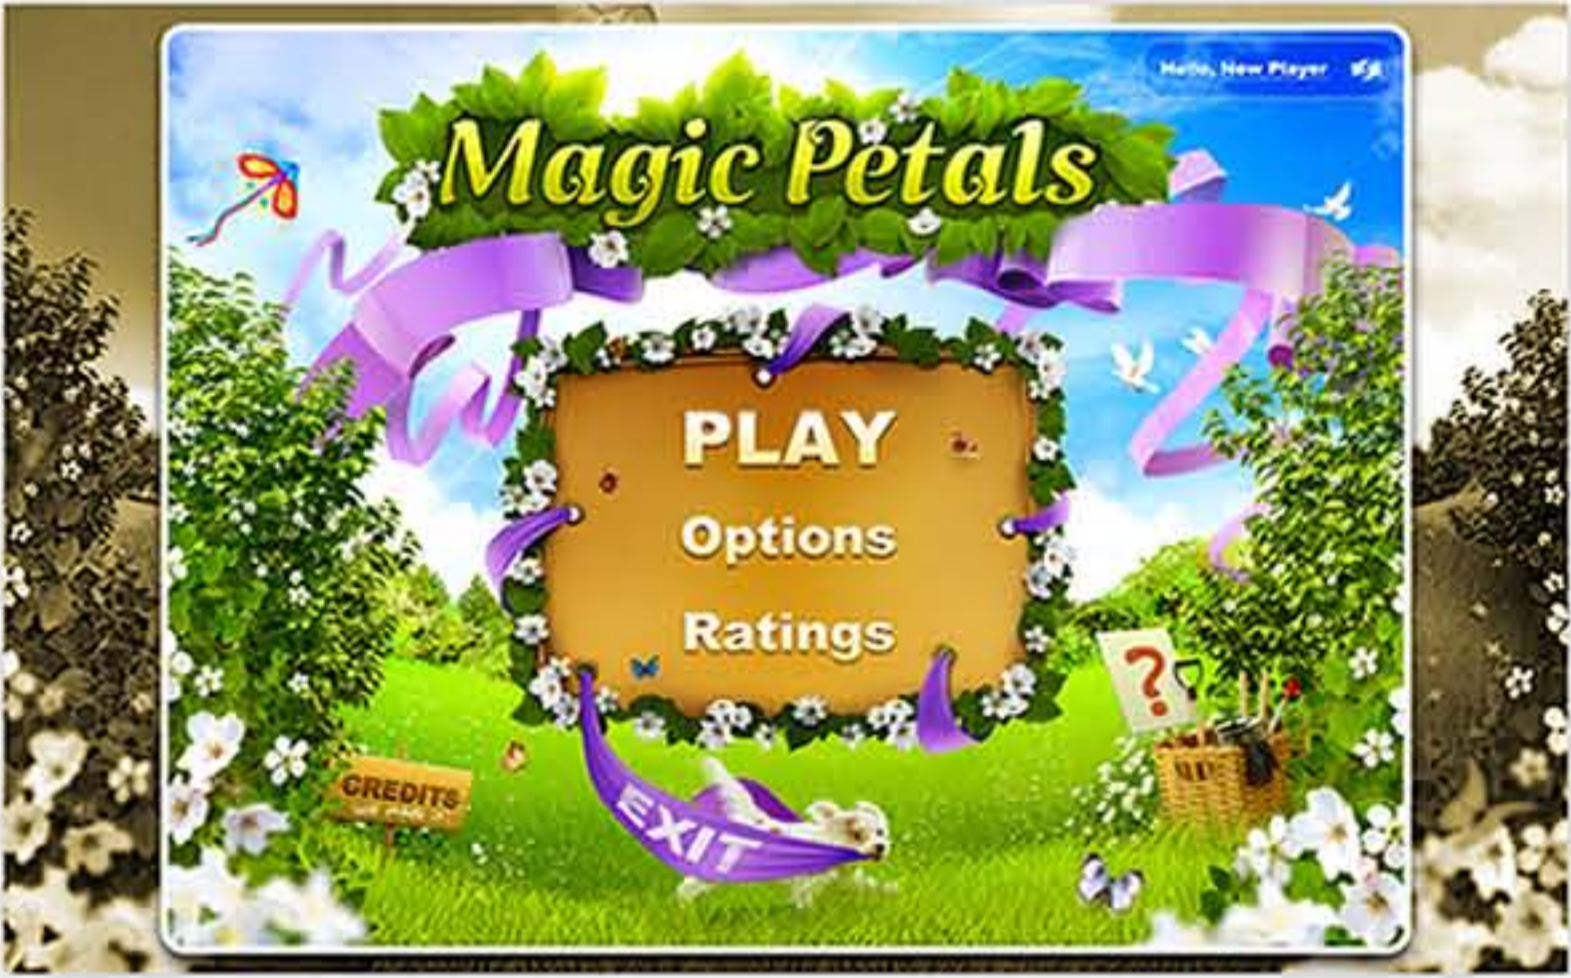 Hello, New Player
Magic Petals
PLAY
Options
Ratings
?
CREDITS
EXIT